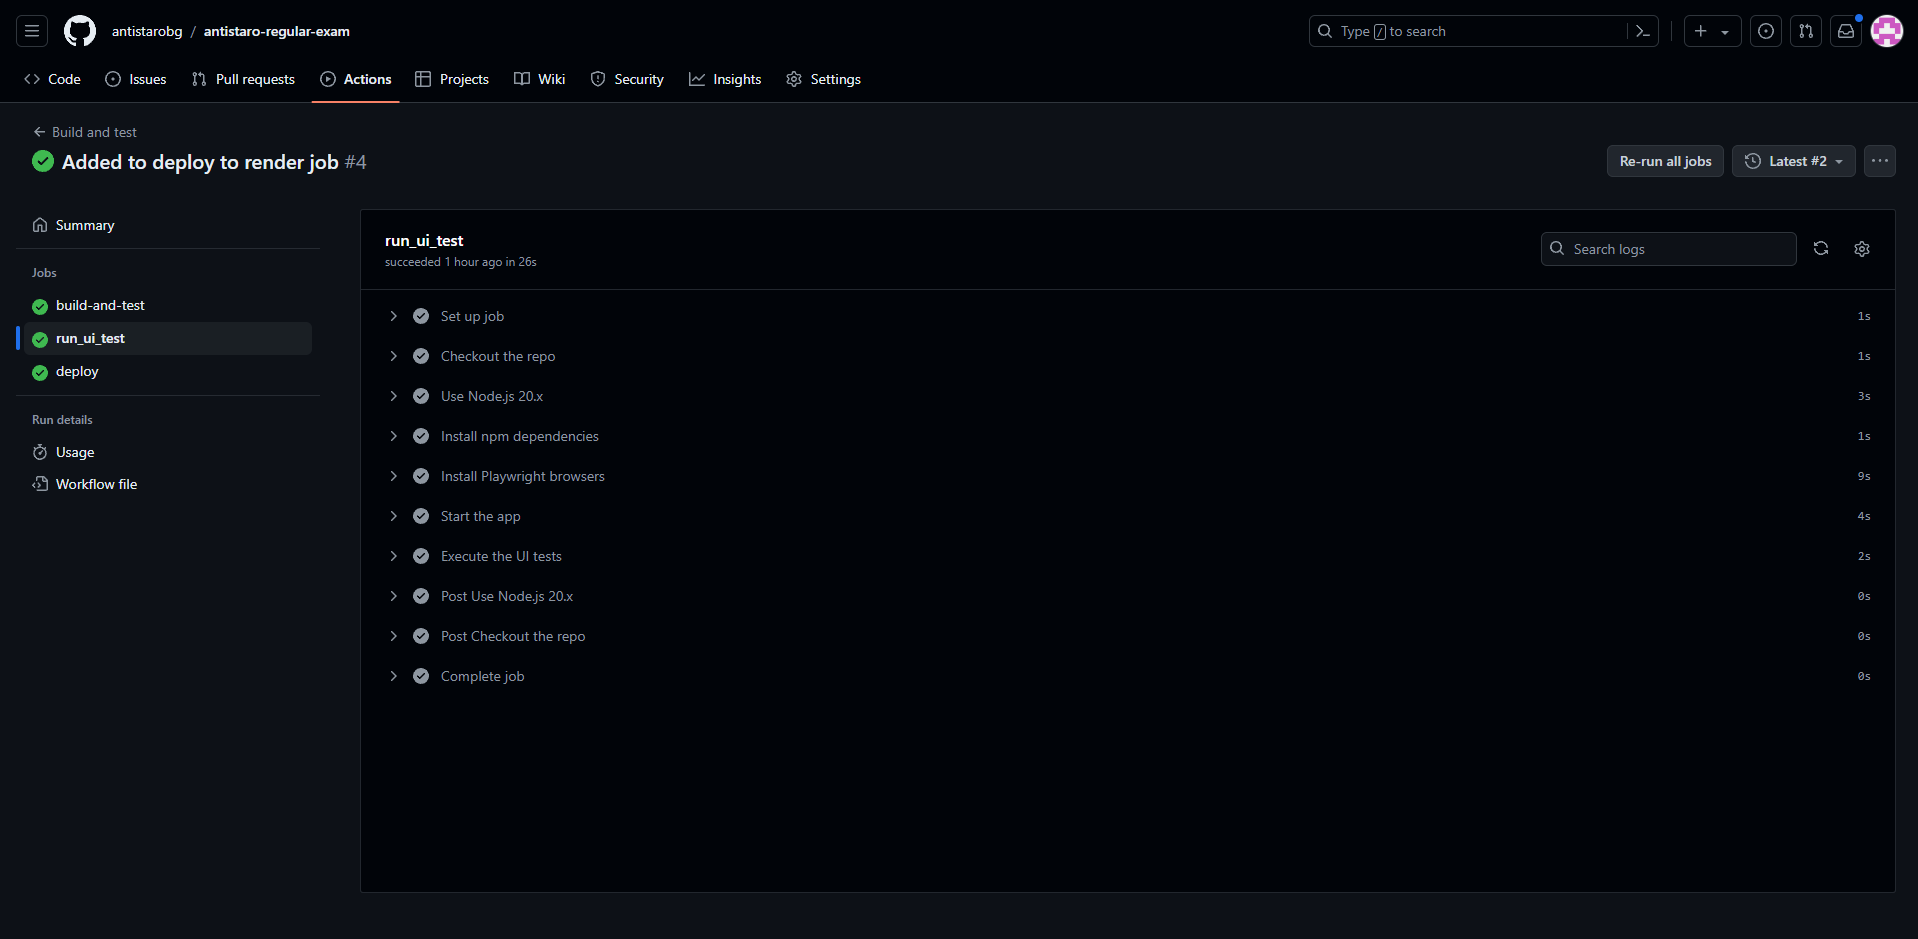 antistarobg / antistaro-regular-exam
Type / to search
Code Issues Pull requests Actions Projects Wiki Security Insights Settings
Build and test
Added to deploy to render job #4
Re-run all jobs
Latest #2
Summary
Jobs
build-and-test
run_ui_test
deploy
Run details
Usage
Workflow file
run_ui_test
succeeded 1 hour ago in 26s
Search logs
Set up job 1s
Checkout the repo 1s
Use Node.js 20.x 3s
Install npm dependencies 1s
Install Playwright browsers 9s
Start the app 4s
Execute the UI tests 2s
Post Use Node.js 20.x 0s
Post Checkout the repo 0s
Complete job 0s